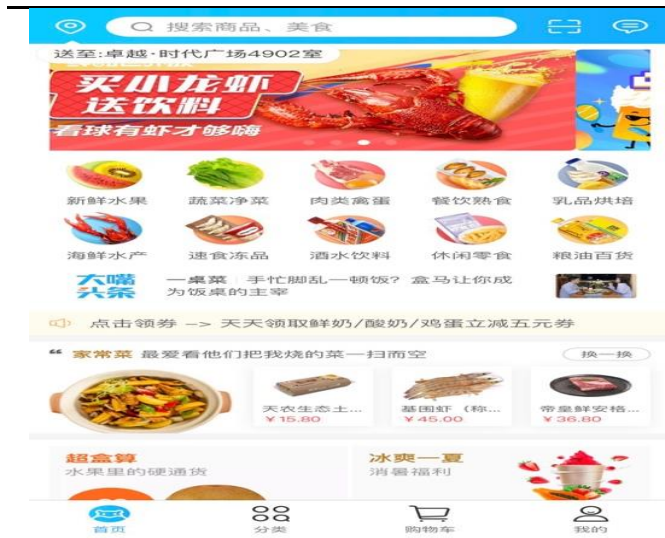 搜索商品、美食
送至:卓越·时代广场4902室
买小龙虾
送饮料
看球有虾才够嗨
新鲜水果
蔬菜净菜
肉类禽蛋
餐饮熟食
乳品烘培
海鲜水产
速食冻品
酒水饮料
休闲零食
粮油百货
大嘴
头条
一桌菜 手忙脚乱一顿饭？盒马让你成
为饭桌的主宰
点击领券 -> 天天领取鲜奶/酸奶/鸡蛋立减五元券
“ 家常菜 最爱看他们把我烧的菜一扫而空
换一换
天农生态土...
¥15.80
基围虾（称...
¥45.00
帝皇鲜安格...
¥36.80
超盒算
水果里的硬通货
冰爽一夏
消暑福利
首页
分类
购物车
我的